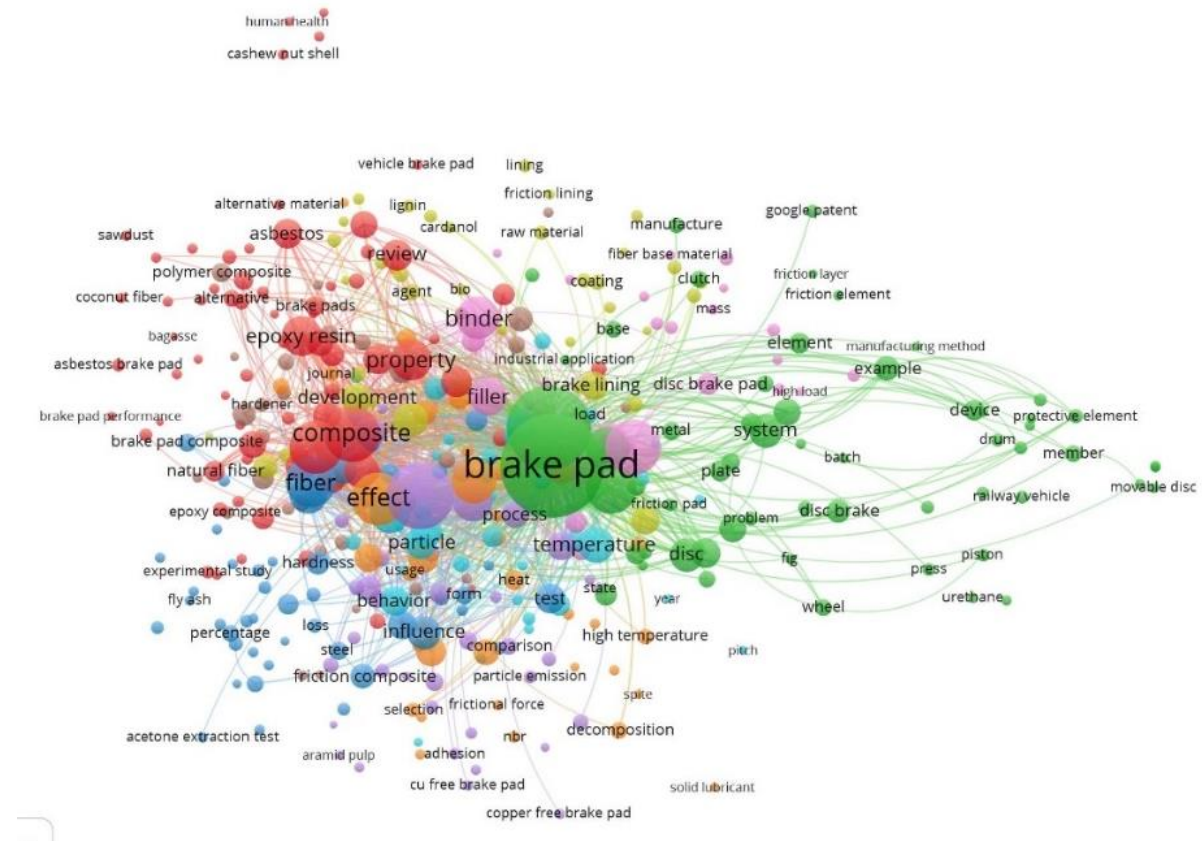 human health
cashew nut shell
vehicle brake pad
lining
friction lining
alternative material
lignin
google patent
asbestos
cardanol
raw material
manufacture
sawdust
review
fiber base material
polymer composite
friction layer
coating
clutch
agent
bio
friction element
coconut fiber
alternative
brake pads
mass
binder
base
epoxy resin
bagasse
element
manufacturing method
property
industrial application
asbestos brake pad
example
journal
brake lining
disc brake pad
high load
development
filler
hardener
load
device
brake pad performance
protective element
composite
metal
system
brake pad composite
drum
member
batch
brake pad
natural fiber
plate
fiber
movable disc
effect
railway vehicle
friction pad
epoxy composite
process
problem
disc brake
particle
temperature
disc
piston
fig
hardness
usage
press
experimental study
heat
state
form
test
year
urethane
fly ash
behavior
wheel
loss
percentage
influence
high temperature
comparison
steel
pitch
friction composite
particle emission
spite
selection
frictional force
decomposition
acetone extraction test
nbr
aramid pulp
adhesion
cu free brake pad
solid lubricant
copper free brake pad